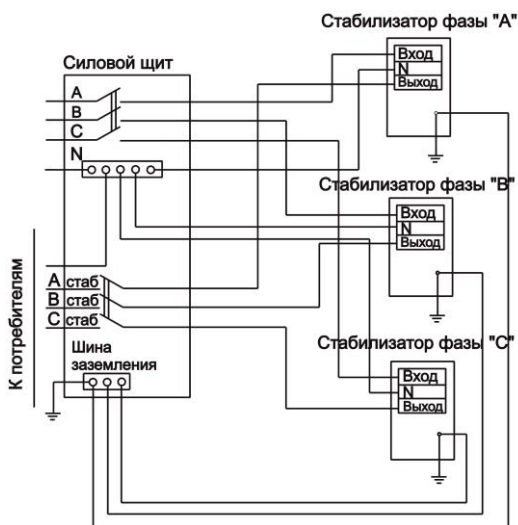 Стабилизатор фазы "А"
Вход
N
Выход
Силовой щит
А
В
С
N
Стабилизатор фазы "В"
Вход
N
Выход
К потребителям
А стаб
В стаб
С стаб
Шина
заземления
Стабилизатор фазы "С"
Вход
N
Выход